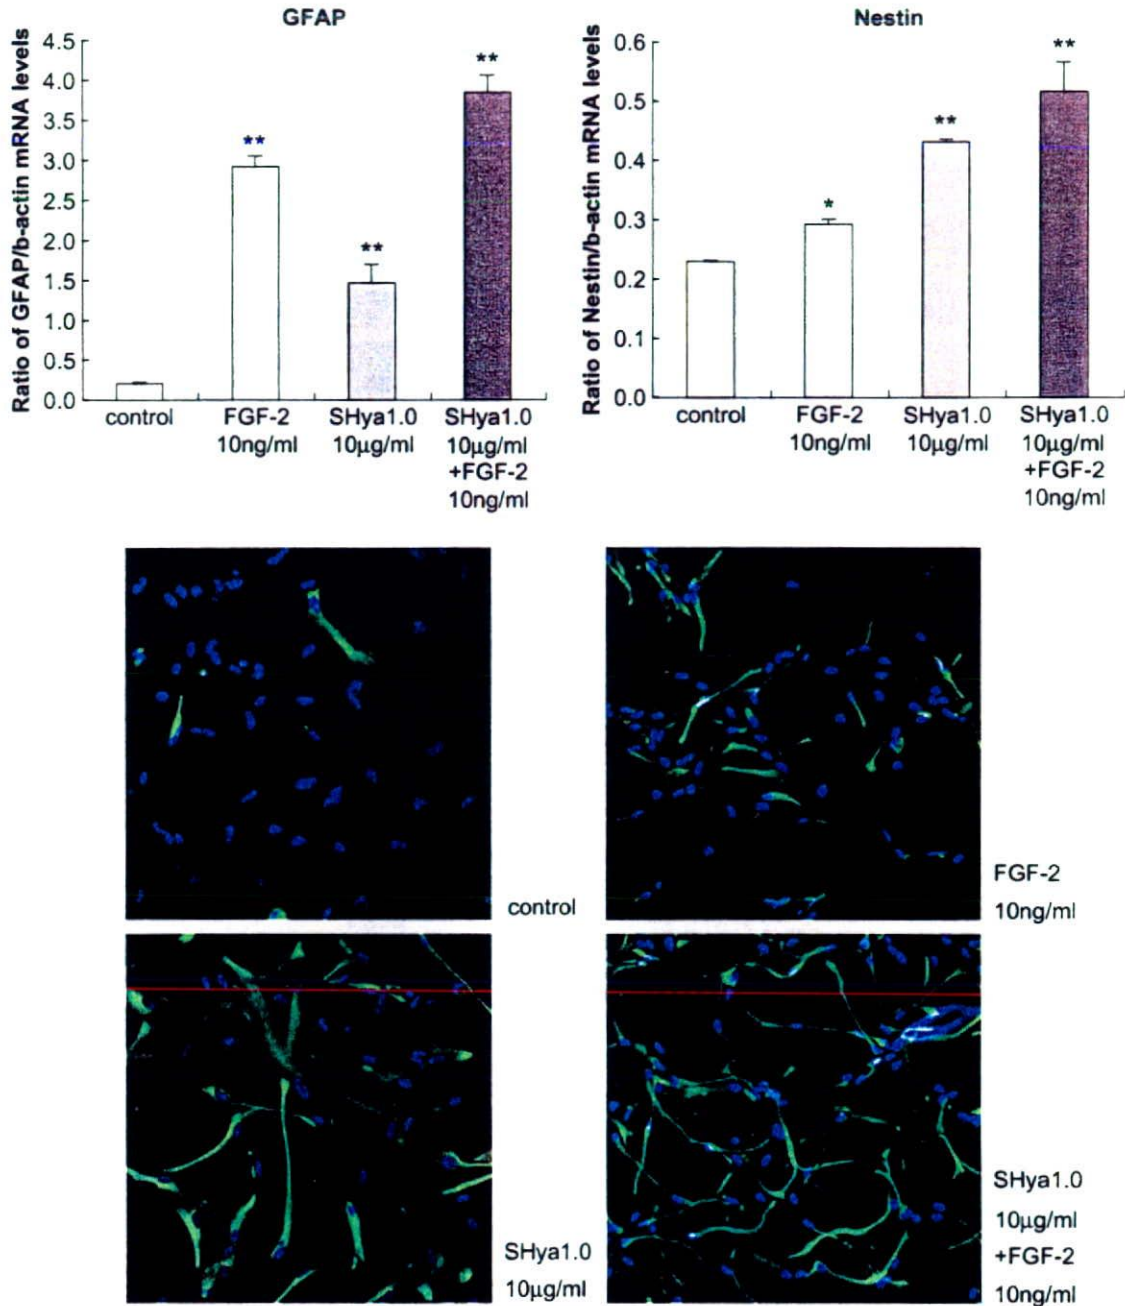 GFAP
Ratio of GFAP/b-actin mRNA levels
4.5
4.0
3.5
3.0
2.5
2.0
1.5
1.0
0.5
0.0
**
**
**
control
FGF-2
10ng/ml
SHya1.0
10μg/ml
SHya1.0
10μg/ml
+FGF-2
10ng/ml
Nestin
Ratio of Nestin/b-actin mRNA levels
0.6
0.5
0.4
0.3
0.2
0.1
0.0
*
**
**
control
FGF-2
10ng/ml
SHya1.0
10μg/ml
SHya1.0
10μg/ml
+FGF-2
10ng/ml
control
FGF-2
10ng/ml
SHya1.0
10μg/ml
SHya1.0
10μg/ml
+FGF-2
10ng/ml